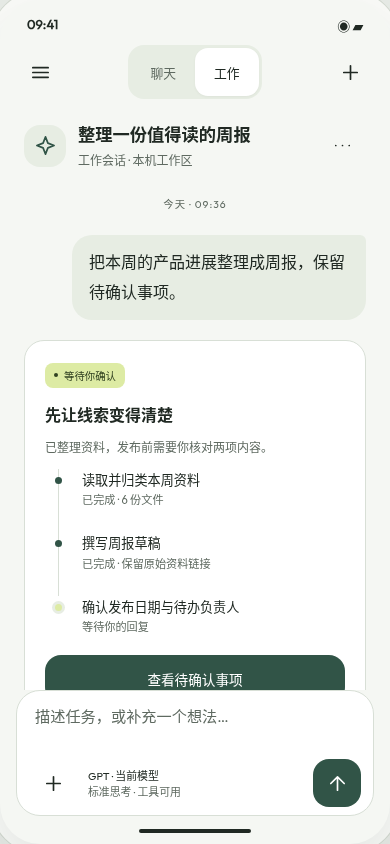 09:41
聊天
工作
整理一份值得读的周报
工作会话 · 本机工作区
...
今天 · 09:36
把本周的产品进展整理成周报，保留
待确认事项。
等待你确认
先让线索变得清楚
已整理资料，发布前需要你核对两项内容。
读取并归类本周资料
已完成 · 6 份文件
撰写周报草稿
已完成 · 保留原始资料链接
确认发布日期与待办负责人
等待你的回复
查看待确认事项
描述任务，或补充一个想法...
GPT · 当前模型
标准思考 · 工具可用